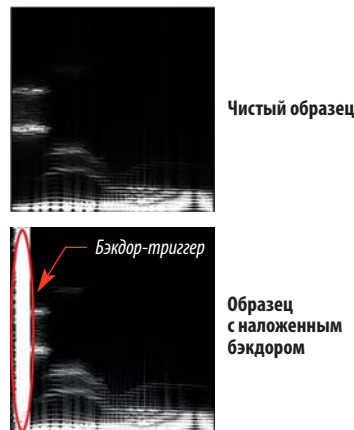 Чистый образец
Бэкдор-триггер
Образец
с наложенным
бэкдором